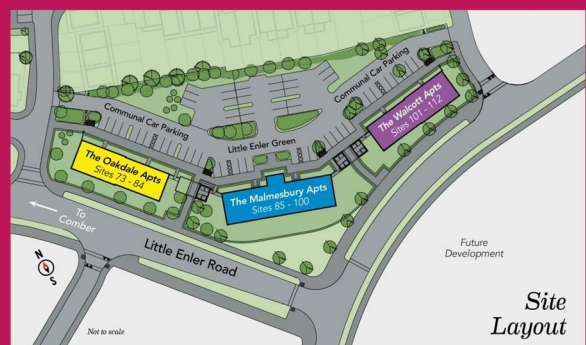 Communal Car Parking
Communal Car Parking
The Walcott Apts
Sites 101 - 112
Little Enler Green
The Oakdale Apts
Sites 73 - 84
The Malmesbury Apts
Sites 85 - 100
To
Comber
Little Enler Road
Future
Development
N
S
Not to scale
Site
Layout